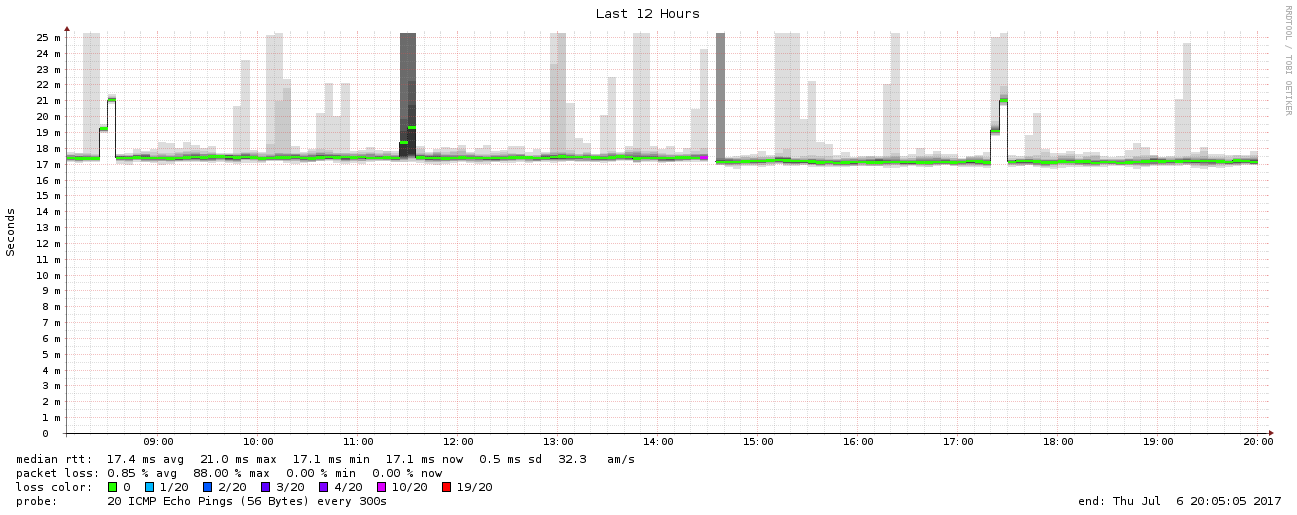 Last 12 Hours
RRDTOOL / TOBI OETIKER
Seconds
25 m
24 m
23 m
22 m
21 m
20 m
19 m
18 m
17 m
16 m
15 m
14 m
13 m
12 m
11 m
10 m
9 m
8 m
7 m
6 m
5 m
4 m
3 m
2 m
1 m
0
09:00 10:00 11:00 12:00 13:00 14:00 15:00 16:00 17:00 18:00 19:00 20:00
median rtt: 17.4 ms avg 21.0 ms max 17.1 ms min 17.1 ms now 0.5 ms sd 32.3 am/s
packet loss: 0.85 % avg 88.00 % max 0.00 % min 0.00 % now
loss color: 0 1/20 2/20 3/20 4/20 10/20 19/20
probe: 20 ICMP Echo Pings (56 Bytes) every 300s end: Thu Jul 6 20:05:05 2017